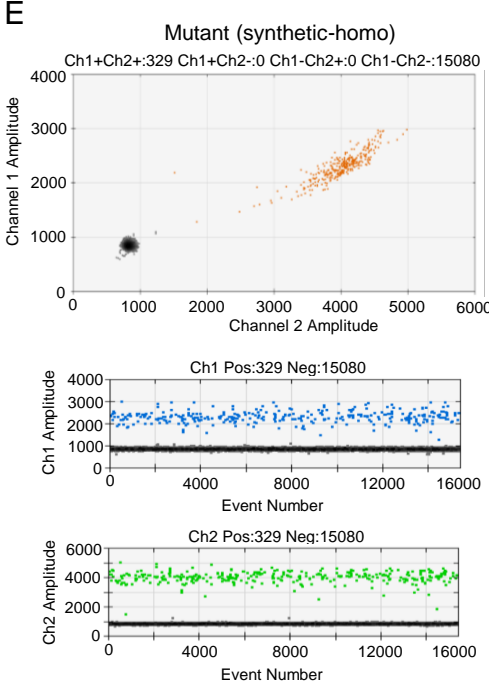 E
Mutant (synthetic-homo)
Ch1+Ch2+:329 Ch1+Ch2-:0 Ch1-Ch2+:0 Ch1-Ch2-:15080
Channel 1 Amplitude
4000
3000
2000
1000
0
0 1000 2000 3000 4000 5000 6000
Channel 2 Amplitude
Ch1 Pos:329 Neg:15080
Ch1 Amplitude
4000
3000
2000
1000
0
0 4000 8000 12000 16000
Event Number
Ch2 Pos:329 Neg:15080
Ch2 Amplitude
6000
4000
2000
0
0 4000 8000 12000 16000
Event Number